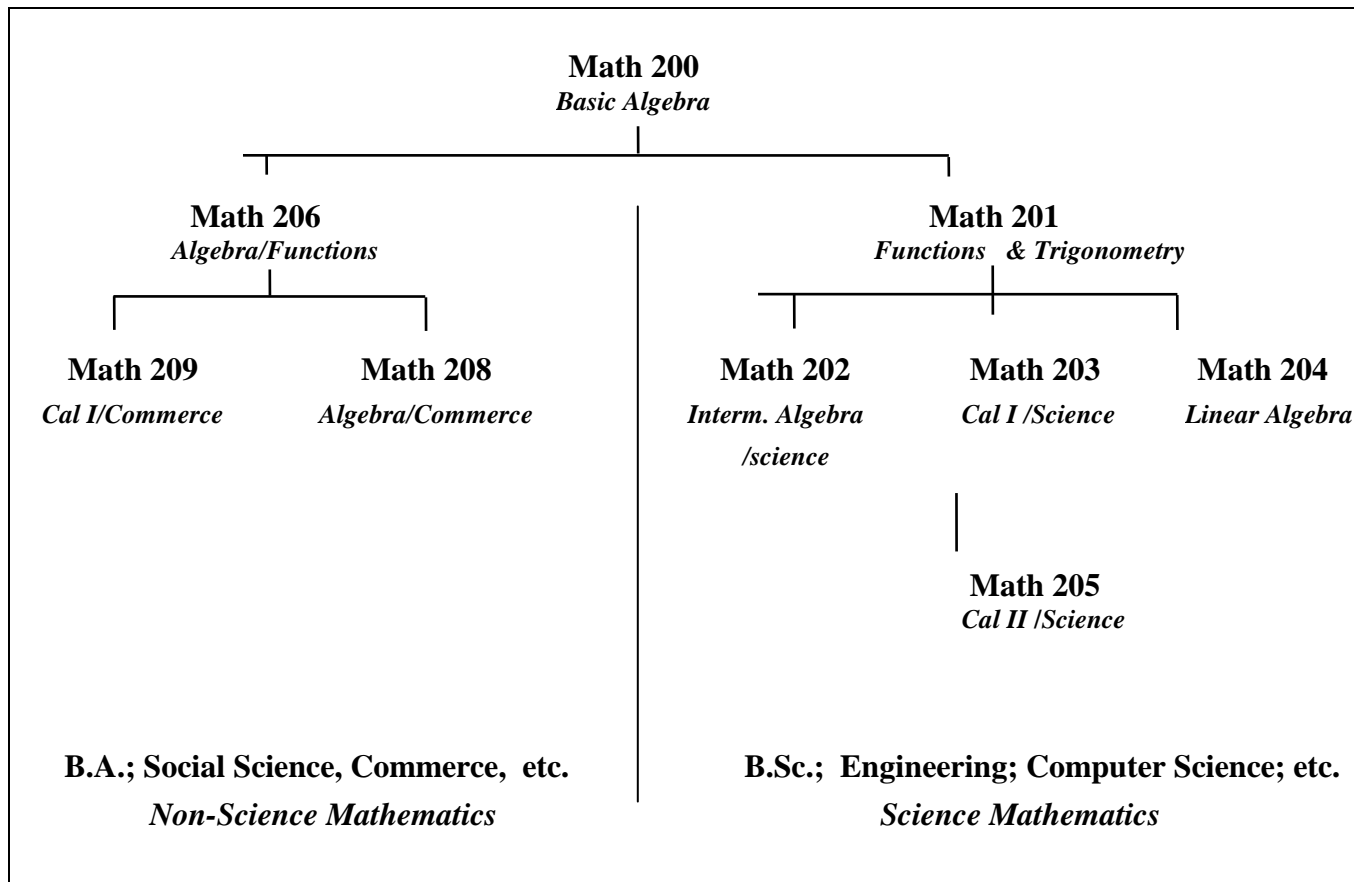 Math 200
Basic Algebra
Math 206
Algebra/Functions
Math 201
Functions & Trigonometry
Math 209
Cal I/Commerce
Math 208
Algebra/Commerce
Math 202
Interm. Algebra
/science
Math 203
Cal I /Science
Math 204
Linear Algebra
Math 205
Cal II /Science
B.A.; Social Science, Commerce, etc.
Non-Science Mathematics
B.Sc.; Engineering; Computer Science; etc.
Science Mathematics